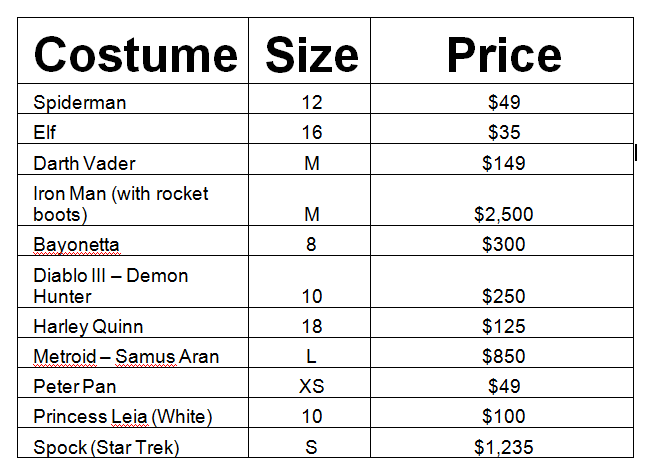 Costume Size Price
Spiderman 12 $49
Elf 16 $35
Darth Vader M $149
Iron Man (with rocket
boots) M $2,500
Bayonetta 8 $300
Diablo III – Demon
Hunter 10 $250
Harley Quinn 18 $125
Metroid – Samus Aran L $850
Peter Pan XS $49
Princess Leia (White) 10 $100
Spock (Star Trek) S $1,235